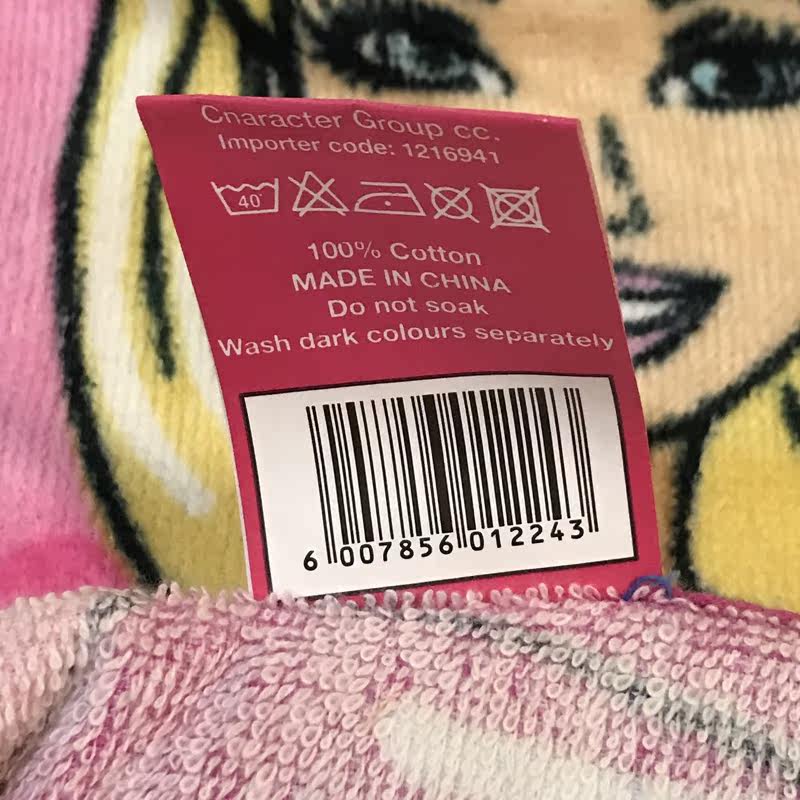 Character Group cc.
Importer code: 1216941
40°
100% Cotton
MADE IN CHINA
Do not soak
Wash dark colours separately
6 007856 012243